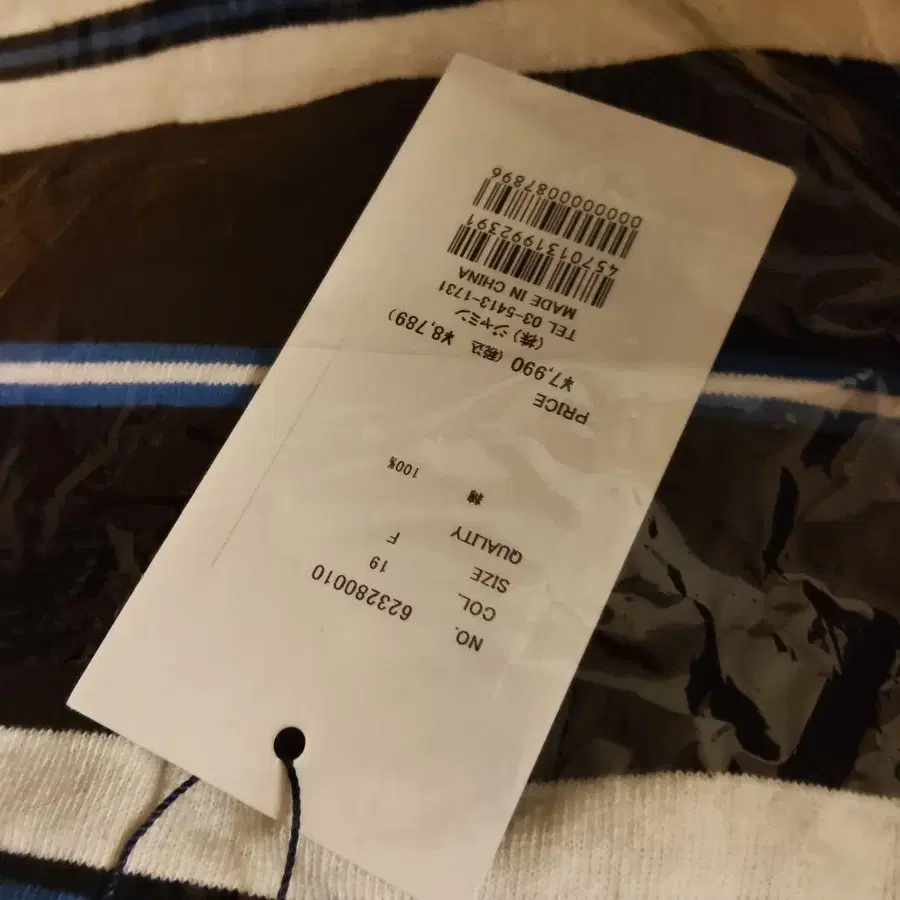 NO. 623280010
COL. 19
SIZE F
QUALITY
綿 100%
PRICE
¥7,990 (税込 ¥8,789)
(株)ジャミン
TEL 03-5413-1731
MADE IN CHINA
4570131992391
0000000087896